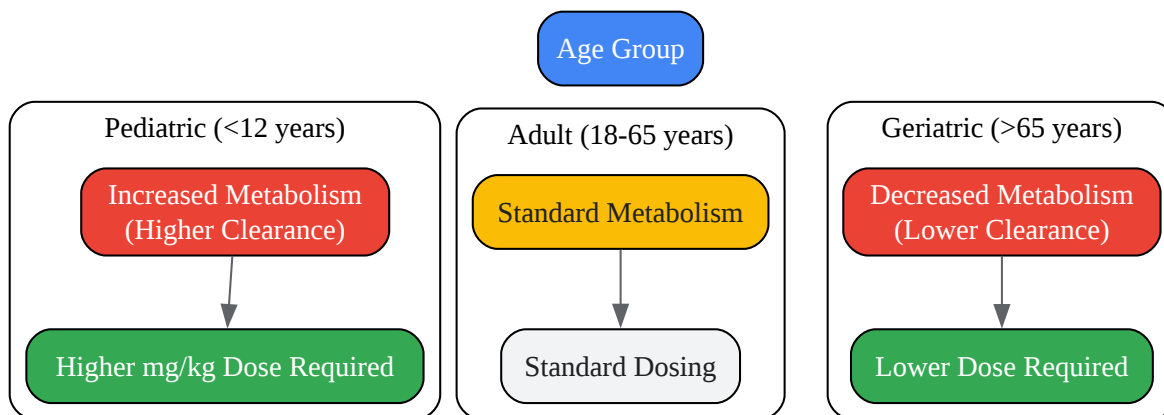 Age Group
Pediatric (<12 years)
Increased Metabolism
(Higher Clearance)
Higher mg/kg Dose Required
Adult (18-65 years)
Standard Metabolism
Standard Dosing
Geriatric (>65 years)
Decreased Metabolism
(Lower Clearance)
Lower Dose Required